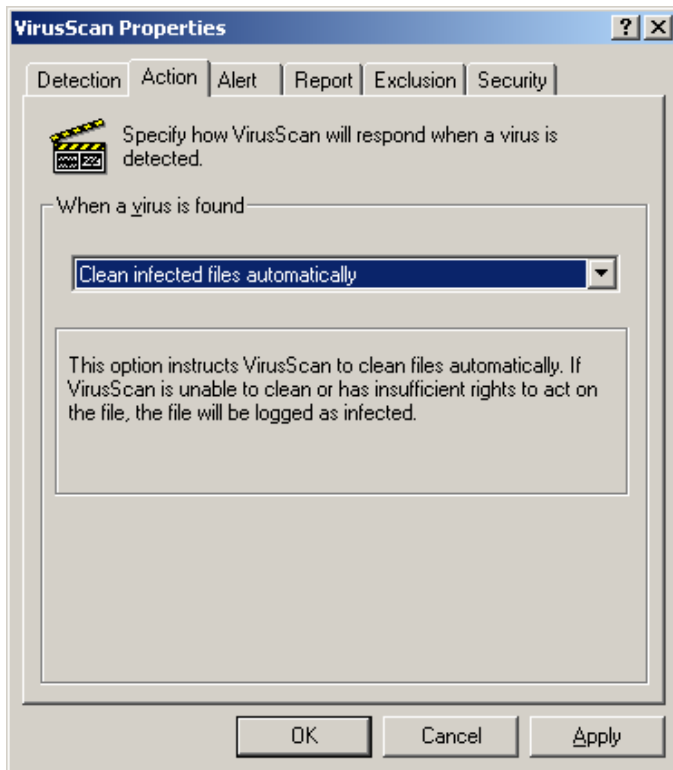 VirusScan Properties
Detection Action Alert Report Exclusion Security
Specify how VirusScan will respond when a virus is
detected.
When a virus is found
Clean infected files automatically
This option instructs VirusScan to clean files automatically. If
VirusScan is unable to clean or has insufficient rights to act on
the file, the file will be logged as infected.
OK Cancel Apply